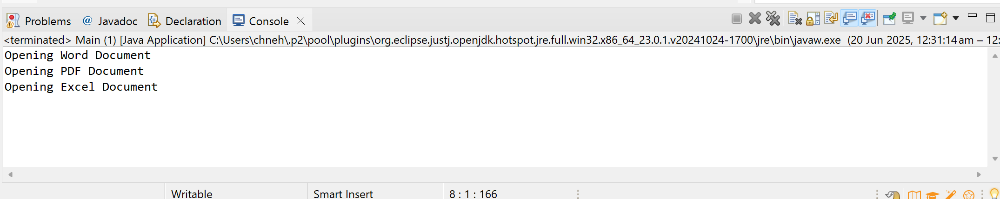 Problems @ Javadoc Declaration Console
<terminated> Main (1) [Java Application] C:\Users\chneh\.p2\pool\plugins\org.eclipse.justj.openjdk.hotspot.jre.full.win32.x86_64_23.0.1.v20241024-1700\jre\bin\javaw.exe (20 Jun 2025, 12:31:14 am – 12:
Opening Word Document
Opening PDF Document
Opening Excel Document
Writable Smart Insert 8 : 1 : 166